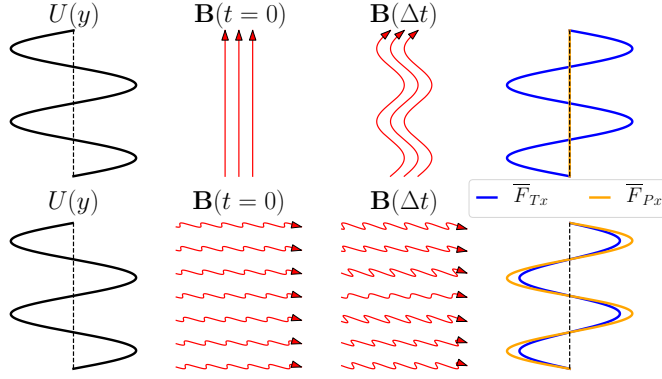 U(y) B(t = 0) B(Δt)
F̅_{Tx} F̅_{Px}
U(y) B(t = 0) B(Δt)